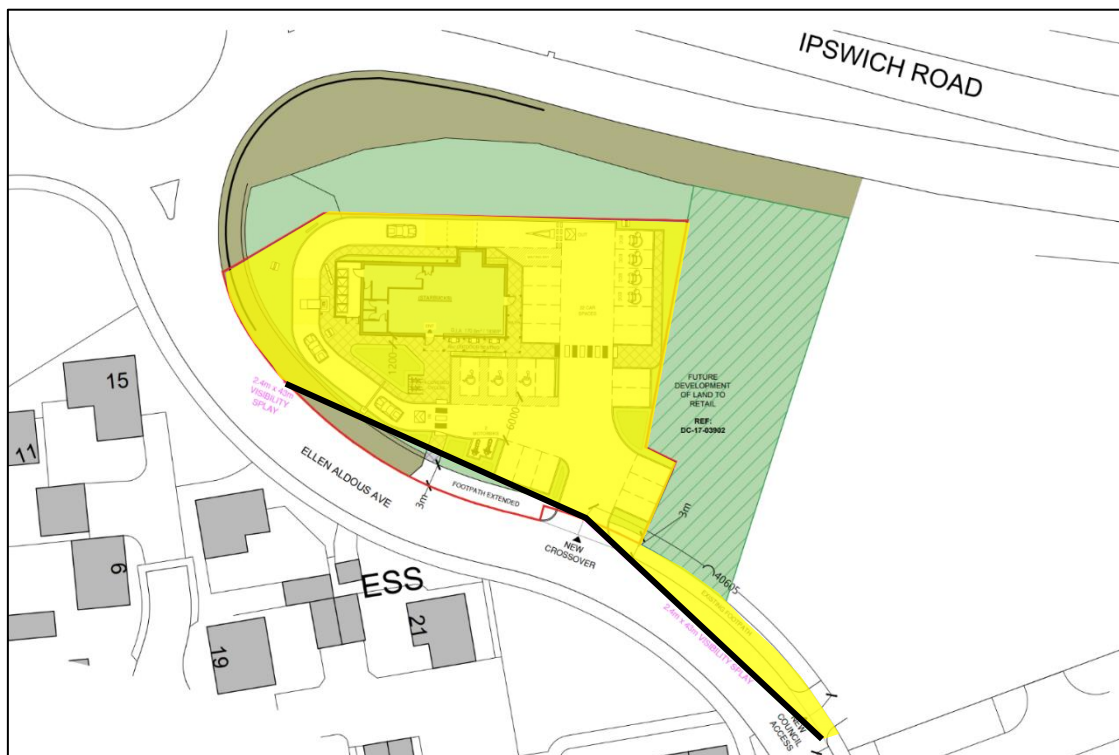 IPSWICH ROAD
15
11
2.4m x 43m
VISIBILITY
SPLAY
ELLEN ALDOUS AVE
1200
6000
3m
FOOTPATH EXTENDED
NEW
CROSSOVER
FUTURE
DEVELOPMENT
OF LAND TO
RETAIL
REF:
DC-17-03902
3m
40605
EXISTING FOOTPATH
2.4m x 43m VISIBILITY SPLAY
ESS
6
19
21
NEW
COUNCIL
ACCESS